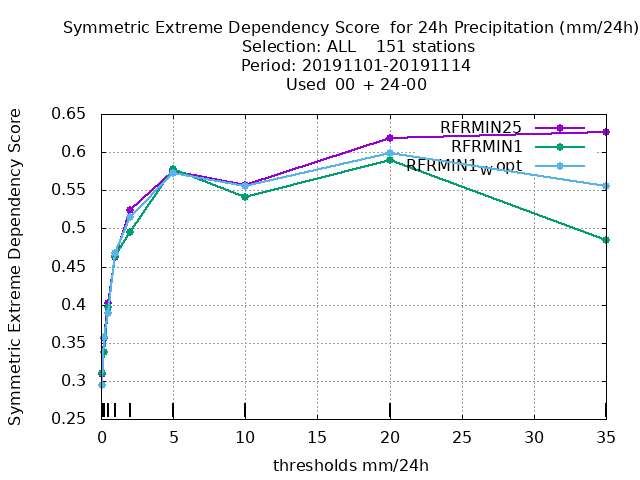 Symmetric Extreme Dependency Score  for 24h Precipitation (mm/24h)
Selection: ALL    151 stations
Period: 20191101-20191114
Used  00 + 24-00
Symmetric Extreme Dependency Score
0.65
0.6
0.55
0.5
0.45
0.4
0.35
0.3
0.25
RFRMIN25
RFRMIN1
RFRMIN1wopt
0 5 10 15 20 25 30 35
thresholds mm/24h